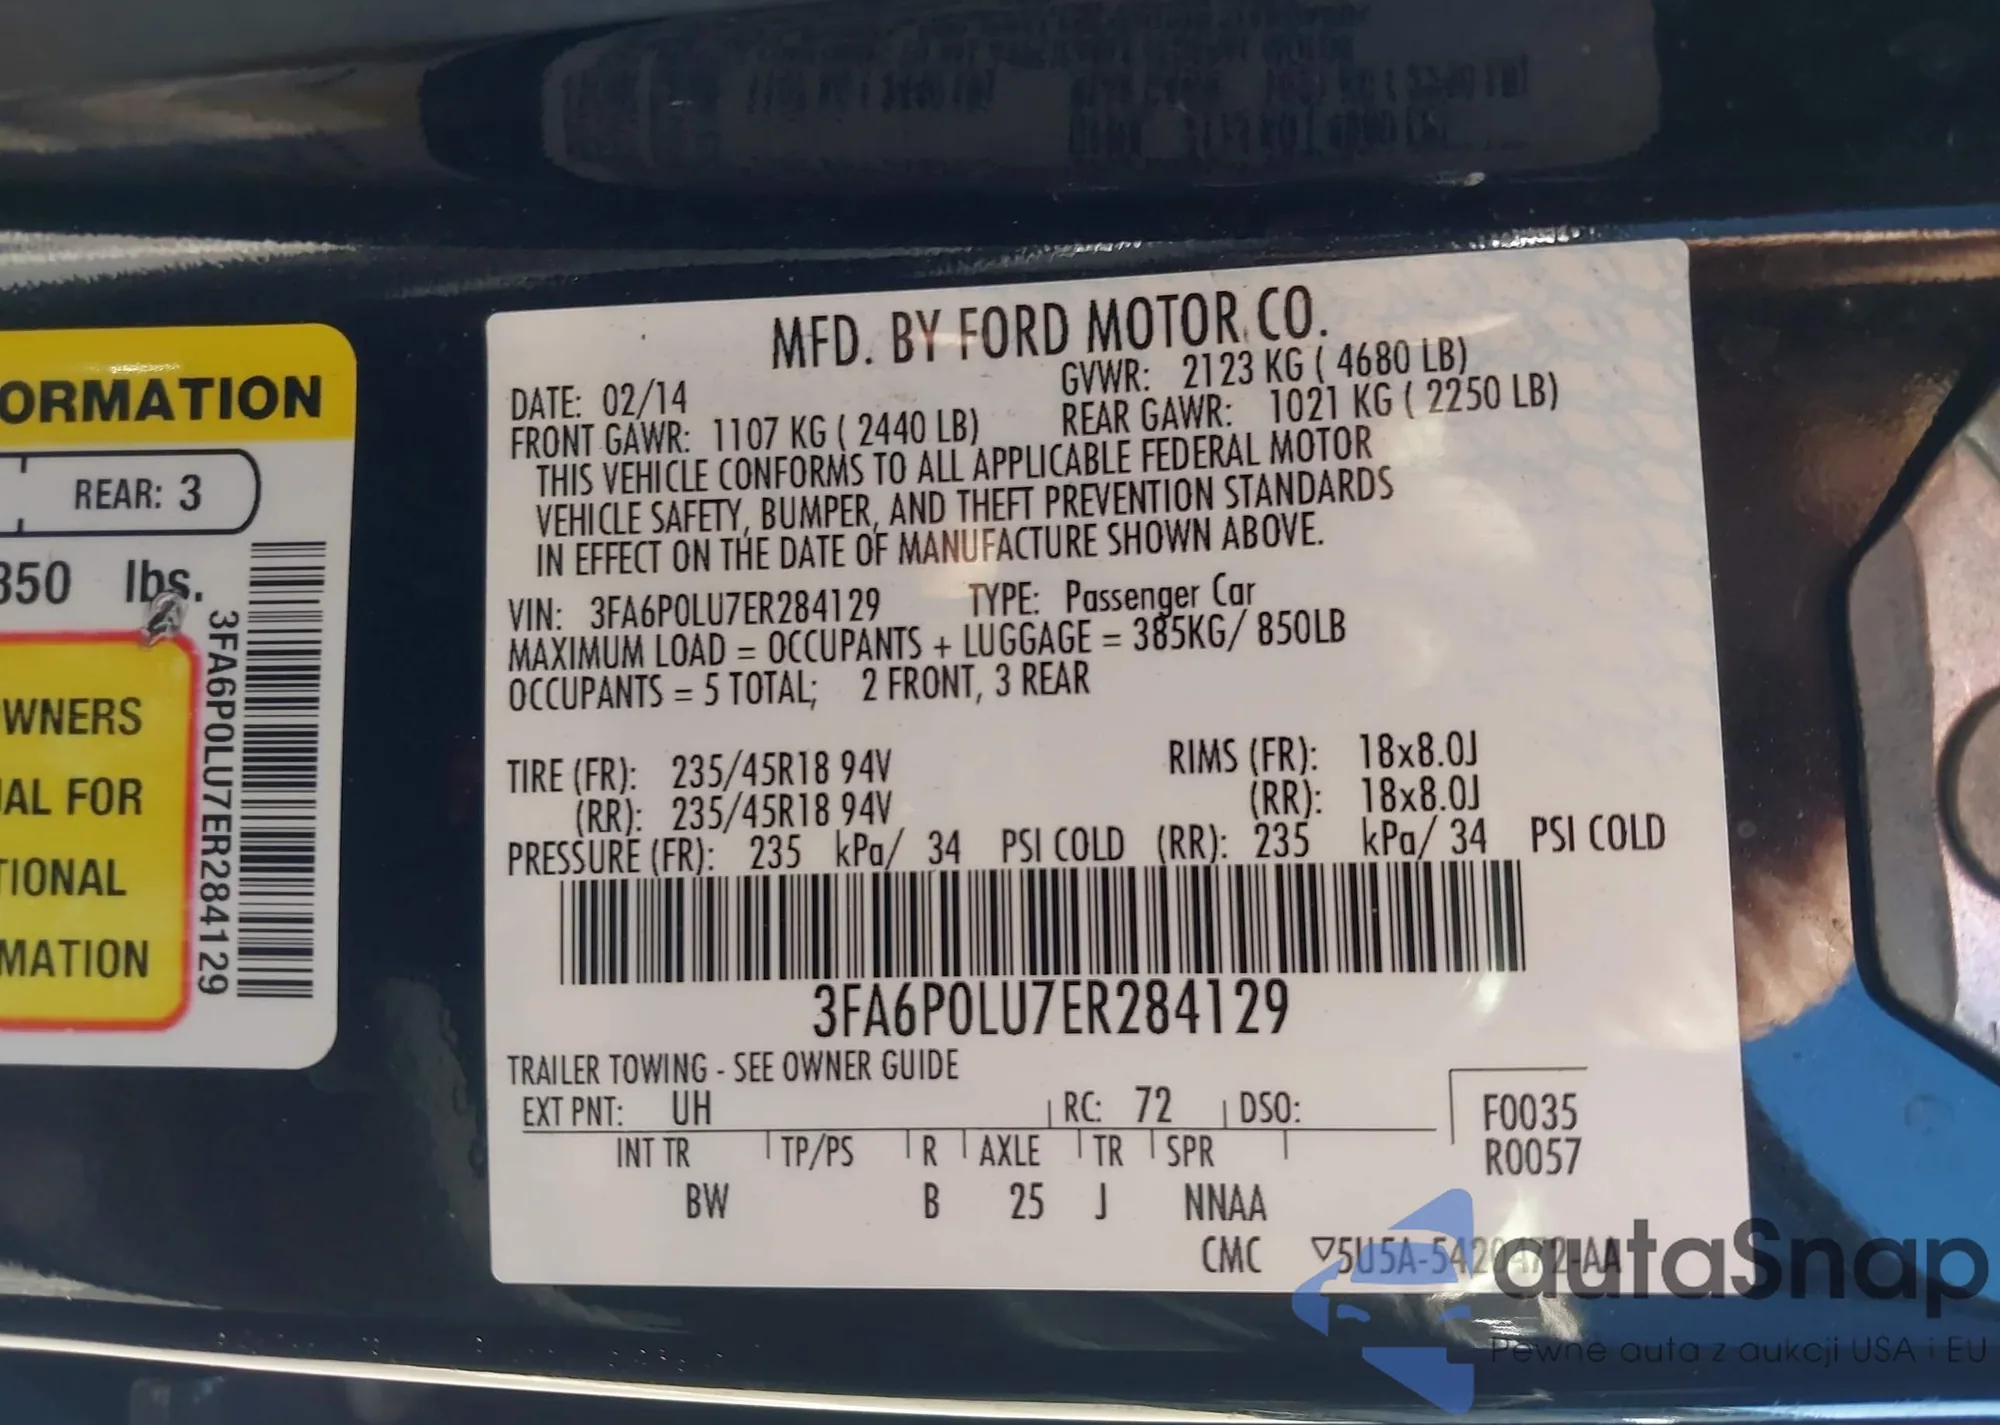 ORMATION
REAR: 3
850 lbs.
WNERS
AL FOR
TIONAL
MATION
3FA6P0LU7ER284129
MFD. BY FORD MOTOR CO.
DATE: 02/14 GVWR: 2123 KG ( 4680 LB)
FRONT GAWR: 1107 KG ( 2440 LB) REAR GAWR: 1021 KG ( 2250 LB)
THIS VEHICLE CONFORMS TO ALL APPLICABLE FEDERAL MOTOR
VEHICLE SAFETY, BUMPER, AND THEFT PREVENTION STANDARDS
IN EFFECT ON THE DATE OF MANUFACTURE SHOWN ABOVE.
VIN: 3FA6P0LU7ER284129 TYPE: Passenger Car
MAXIMUM LOAD = OCCUPANTS + LUGGAGE = 385KG/ 850LB
OCCUPANTS = 5 TOTAL; 2 FRONT, 3 REAR
TIRE (FR): 235/45R18 94V RIMS (FR): 18x8.0J
(RR): 235/45R18 94V (RR): 18x8.0J
PRESSURE (FR): 235 kPa/ 34 PSI COLD (RR): 235 kPa/ 34 PSI COLD
3FA6P0LU7ER284129
TRAILER TOWING - SEE OWNER GUIDE
EXT PNT: UH RC: 72 DSO:
F0035
R0057
INT TR TP/PS R AXLE TR SPR
BW B 25 J NNAA
CMC ▽5U5A-5420472-AA
autaSnap
Pewne auta z aukcji USA i EU